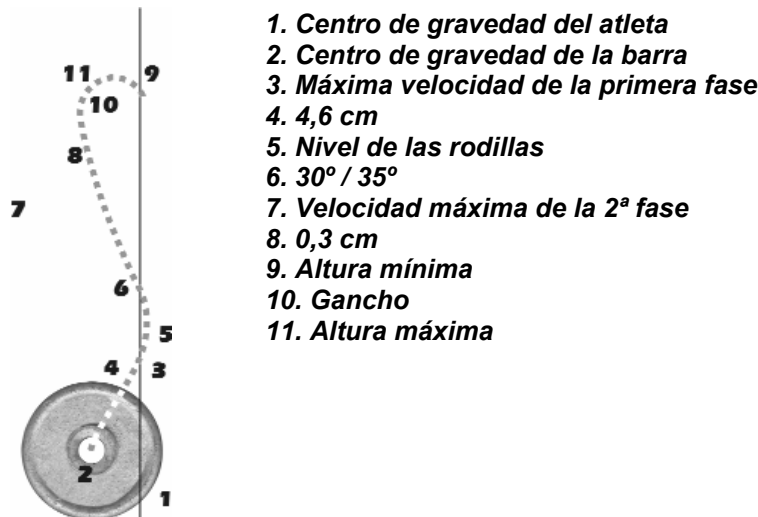 1. Centro de gravedad del atleta
2. Centro de gravedad de la barra
3. Máxima velocidad de la primera fase
4. 4,6 cm
5. Nivel de las rodillas
6. 30º / 35º
7. Velocidad máxima de la 2ª fase
8. 0,3 cm
9. Altura mínima
10. Gancho
11. Altura máxima
11 9
10
8
7
6
5
4 3
2
1